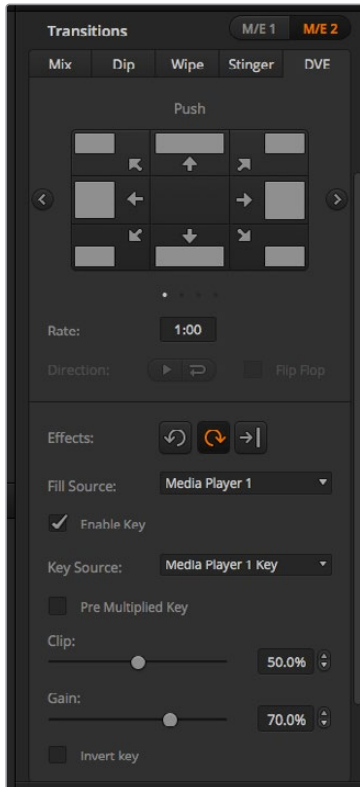 Transitions M/E 1 M/E 2
Mix Dip Wipe Stinger DVE
Push
Rate: 1:00
Direction: Flip Flop
Effects:
Fill Source: Media Player 1
Enable Key
Key Source: Media Player 1 Key
Pre Multiplied Key
Clip:
50.0%
Gain:
70.0%
Invert key